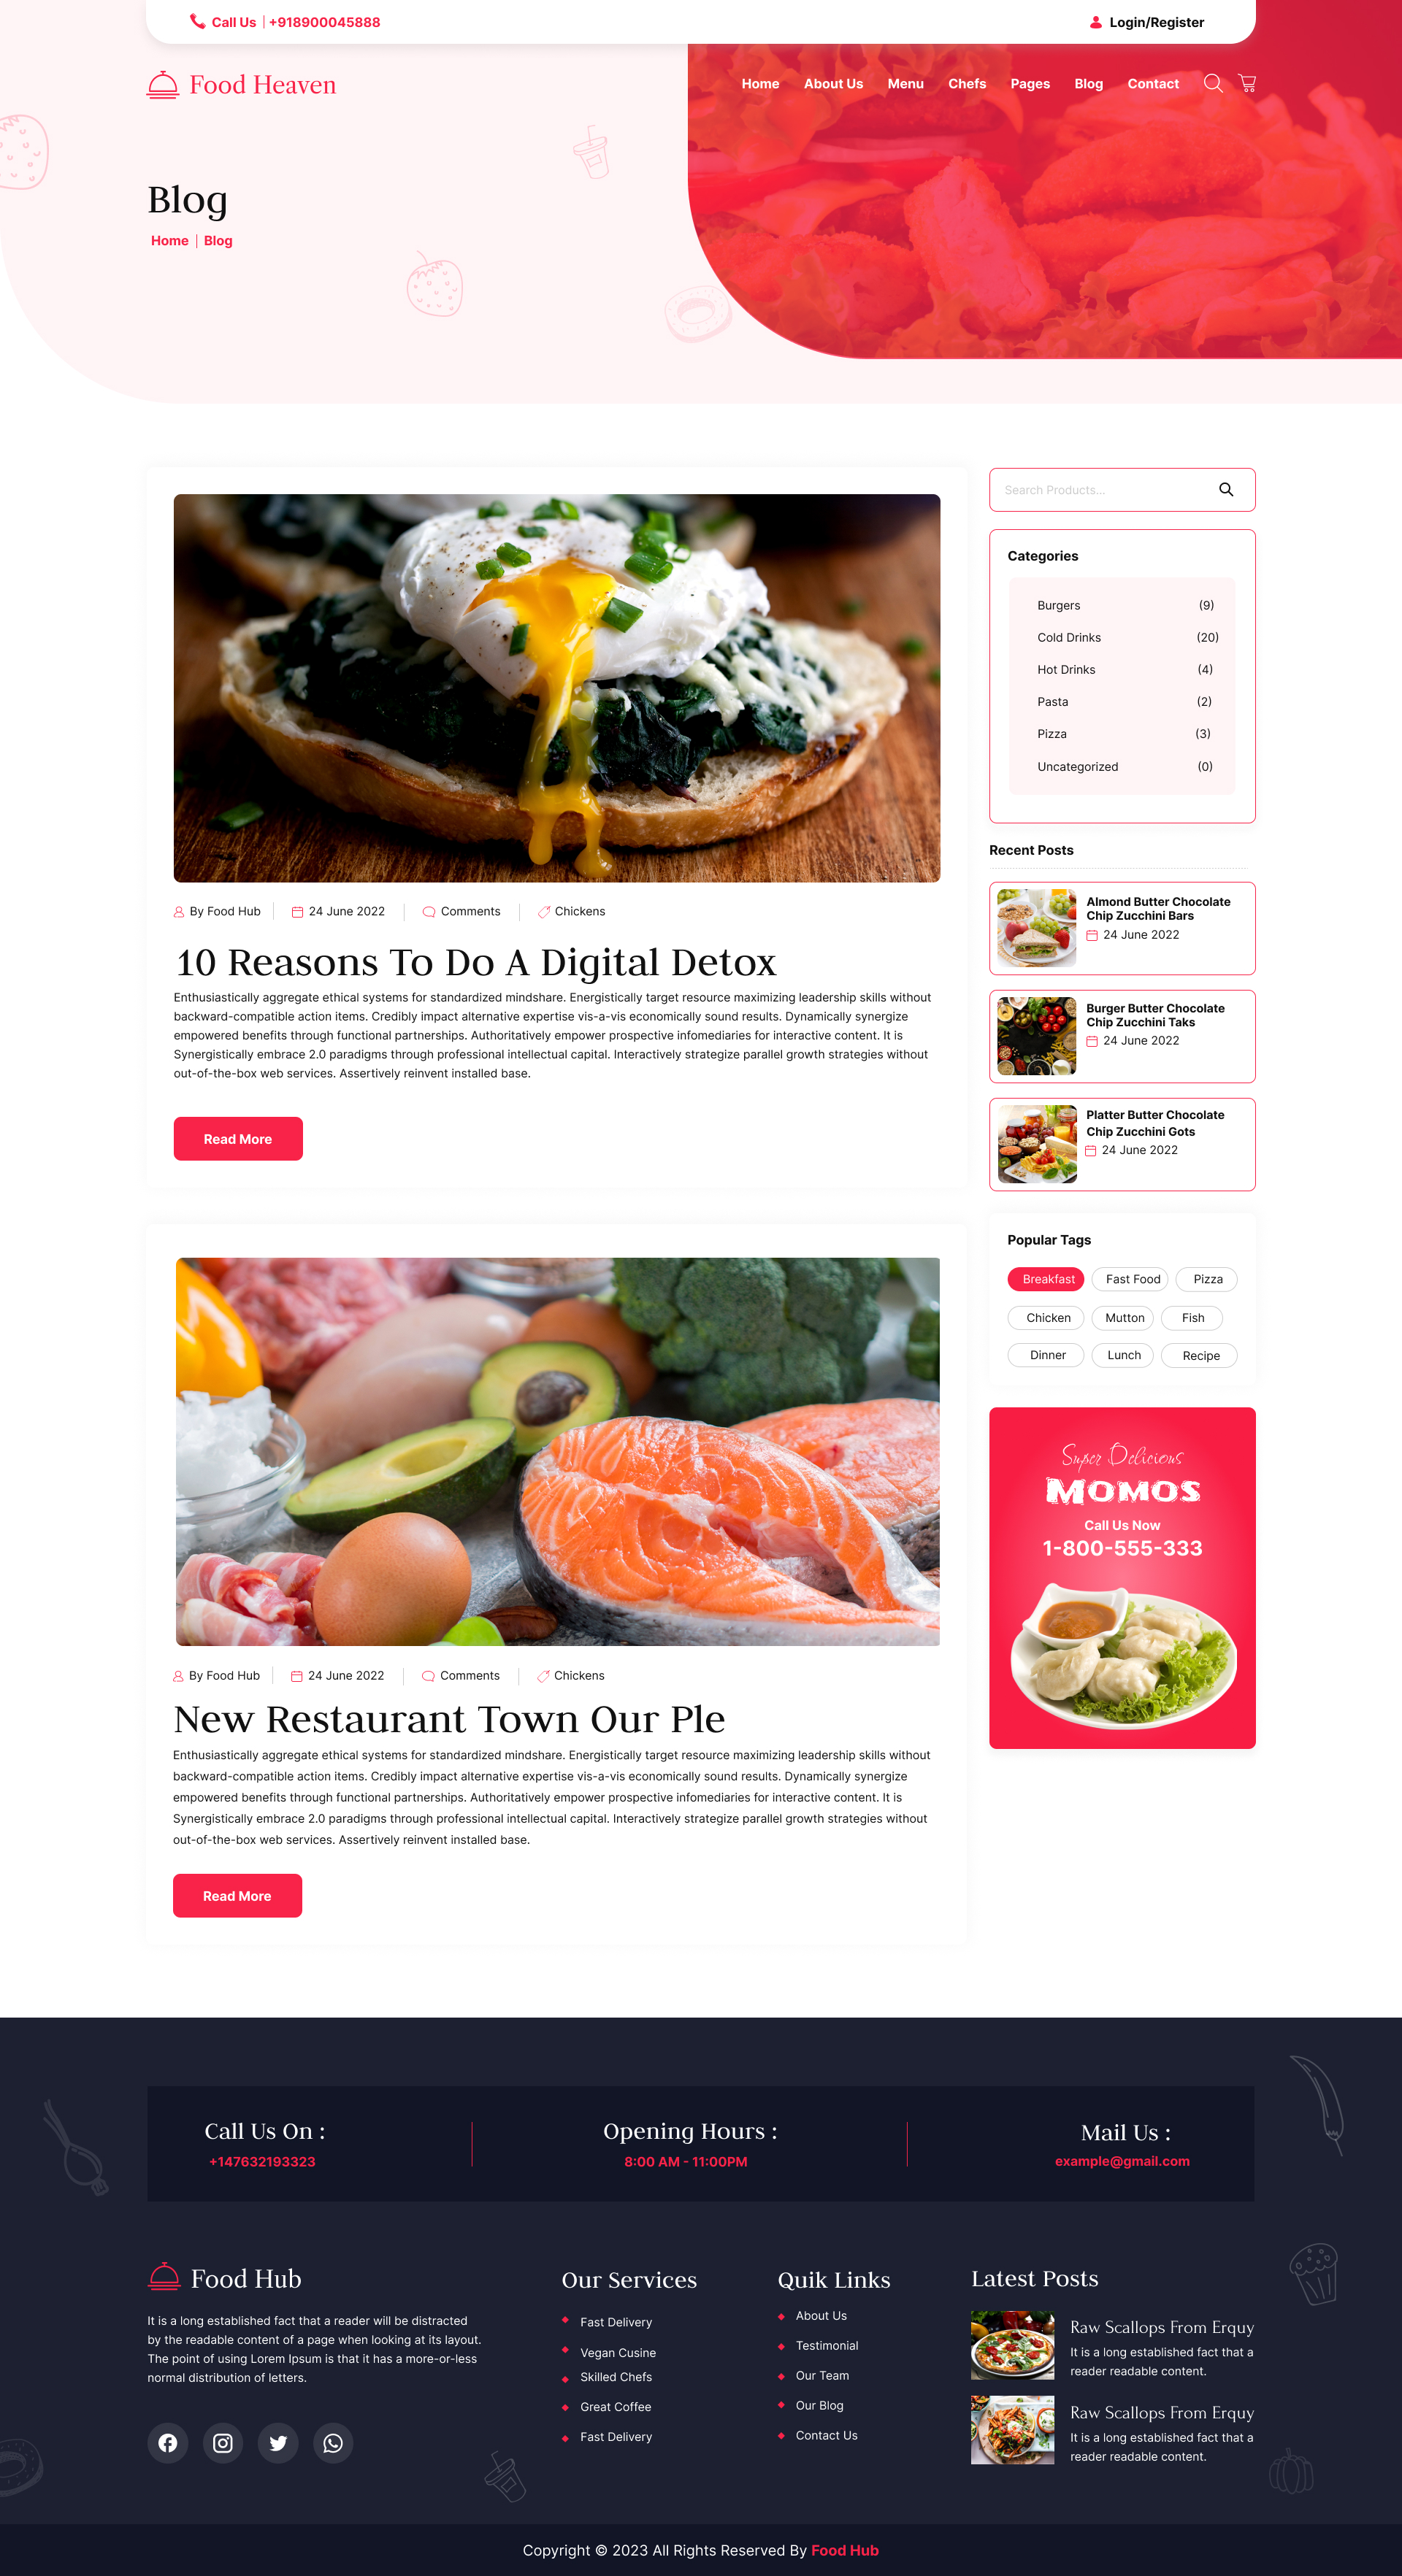 Call Us | +918900045888
Login/Register
Food Heaven
Home About Us Menu Chefs Pages Blog Contact
Blog
Home | Blog
By Food Hub
24 June 2022
Comments
Chickens
10 Reasons To Do A Digital Detox
Enthusiastically aggregate ethical systems for standardized mindshare. Energistically target resource maximizing leadership skills without
backward-compatible action items. Credibly impact alternative expertise vis-a-vis economically sound results. Dynamically synergize
empowered benefits through functional partnerships. Authoritatively empower prospective infomediaries for interactive content. It is
Synergistically embrace 2.0 paradigms through professional intellectual capital. Interactively strategize parallel growth strategies without
out-of-the-box web services. Assertively reinvent installed base.
Read More
By Food Hub
24 June 2022
Comments
Chickens
New Restaurant Town Our Ple
Enthusiastically aggregate ethical systems for standardized mindshare. Energistically target resource maximizing leadership skills without
backward-compatible action items. Credibly impact alternative expertise vis-a-vis economically sound results. Dynamically synergize
empowered benefits through functional partnerships. Authoritatively empower prospective infomediaries for interactive content. It is
Synergistically embrace 2.0 paradigms through professional intellectual capital. Interactively strategize parallel growth strategies without
out-of-the-box web services. Assertively reinvent installed base.
Read More
Search Products...
Categories
Burgers (9)
Cold Drinks (20)
Hot Drinks (4)
Pasta (2)
Pizza (3)
Uncategorized (0)
Recent Posts
Almond Butter Chocolate
Chip Zucchini Bars
24 June 2022
Burger Butter Chocolate
Chip Zucchini Taks
24 June 2022
Platter Butter Chocolate
Chip Zucchini Gots
24 June 2022
Popular Tags
Breakfast Fast Food Pizza
Chicken Mutton Fish
Dinner Lunch Recipe
Super Delicious
MOMOS
Call Us Now
1-800-555-333
Call Us On :
+147632193323
Opening Hours :
8:00 AM - 11:00PM
Mail Us :
example@gmail.com
Food Hub
It is a long established fact that a reader will be distracted
by the readable content of a page when looking at its layout.
The point of using Lorem Ipsum is that it has a more-or-less
normal distribution of letters.
Our Services
Fast Delivery
Vegan Cusine
Skilled Chefs
Great Coffee
Fast Delivery
Quik Links
About Us
Testimonial
Our Team
Our Blog
Contact Us
Latest Posts
Raw Scallops From Erquy
It is a long established fact that a
reader readable content.
Raw Scallops From Erquy
It is a long established fact that a
reader readable content.
Copyright © 2023 All Rights Reserved By Food Hub